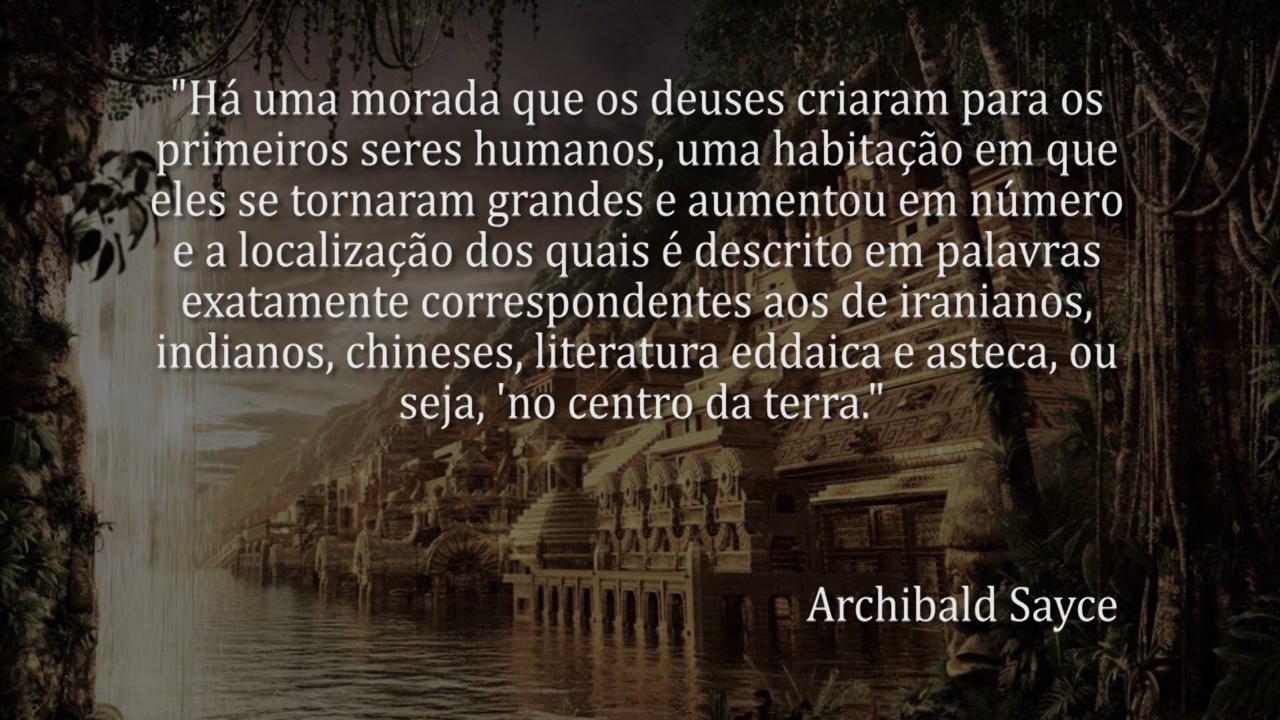 "Há uma morada que os deuses criaram para os
primeiros seres humanos, uma habitação em que
eles se tornaram grandes e aumentou em número
e a localização dos quais é descrito em palavras
exatamente correspondentes aos de iranianos,
indianos, chineses, literatura eddaica e asteca, ou
seja, 'no centro da terra."
Archibald Sayce